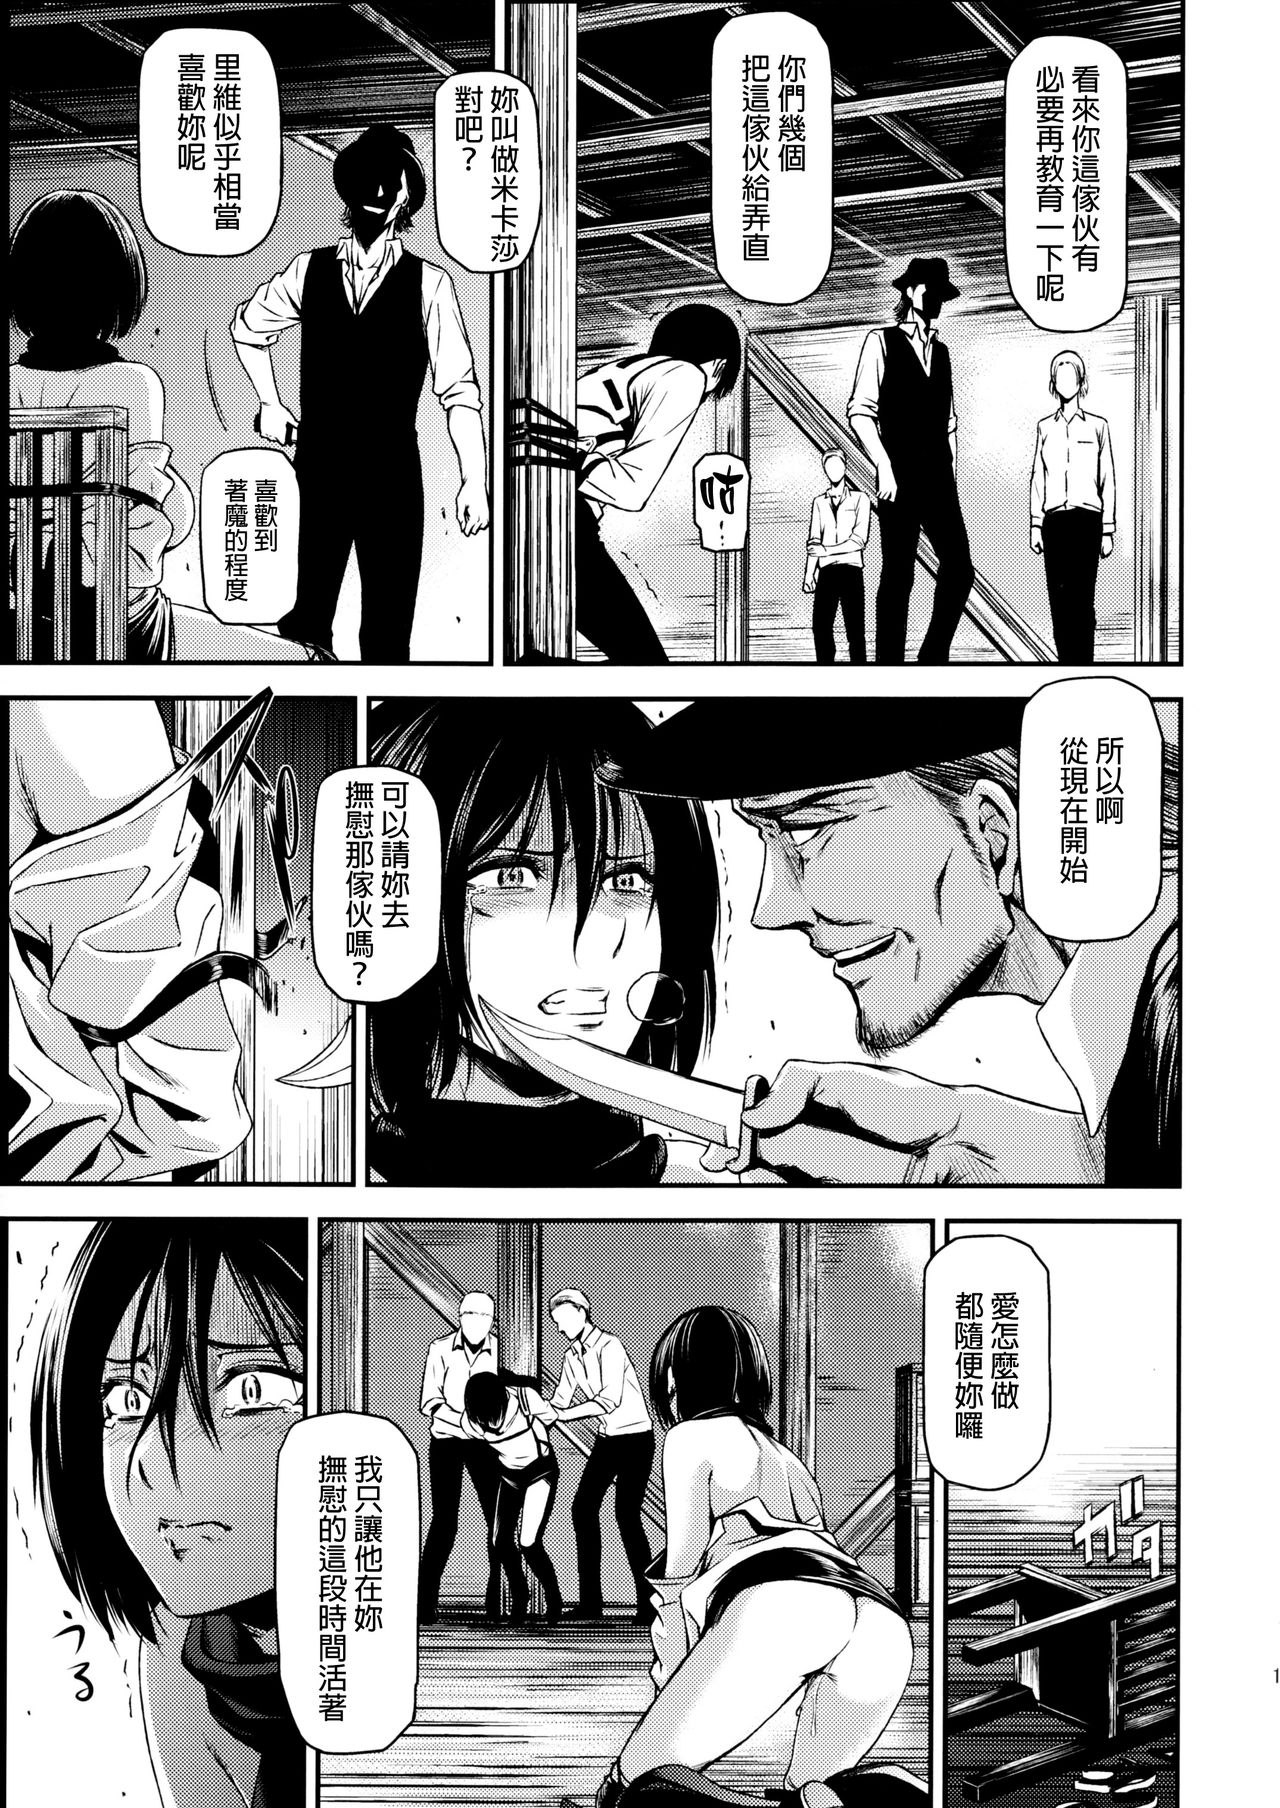 看來你這傢伙有
必要再教育一下呢
你們幾個
把這傢伙給弄直
咕…
妳叫做米卡莎
對吧？
里維似乎相當
喜歡妳呢
喜歡到
著魔的程度
所以啊
從現在開始
可以請妳去
撫慰那傢伙嗎？
愛怎麼做
都隨便妳囉
ガタ
我只讓他在妳
撫慰的這段時間活著
うる
1